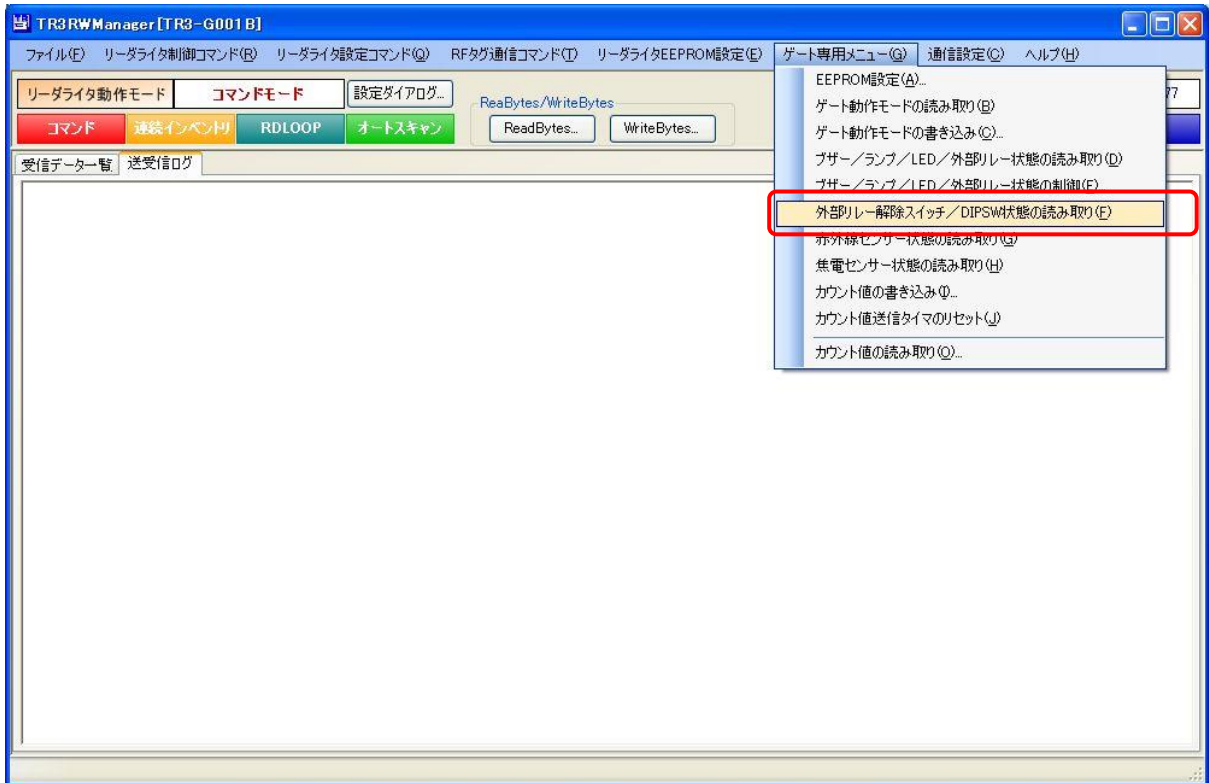 TR3RWManager[TR3-G001B]
ファイル(F) リーダライタ制御コマンド(R) リーダライタ設定コマンド(Q) RFタグ通信コマンド(T) リーダライタEEPROM設定(E) ゲート専用メニュー(G) 通信設定(C) ヘルプ(H)
リーダライタ動作モード コマンドモード 設定ダイアログ... 77
ReaBytes/WriteBytes
コマンド 連続インベントリ RDLOOP オートスキャン ReadBytes... WriteBytes...
受信データ一覧 送受信ログ
EEPROM設定(A)...
ゲート動作モードの読み取り(B)
ゲート動作モードの書き込み(C)...
ブザー/ランプ/LED/外部リレー状態の読み取り(D)
ブザー/ランプ/LED/外部リレー状態の制御(E)
外部リレー解除スイッチ/DIPSW状態の読み取り(F)
赤外線センサー状態の読み取り(G)
焦電センサー状態の読み取り(H)
カウント値の書き込み(I)...
カウント値送信タイマのリセット(J)
カウント値の読み取り(O)...